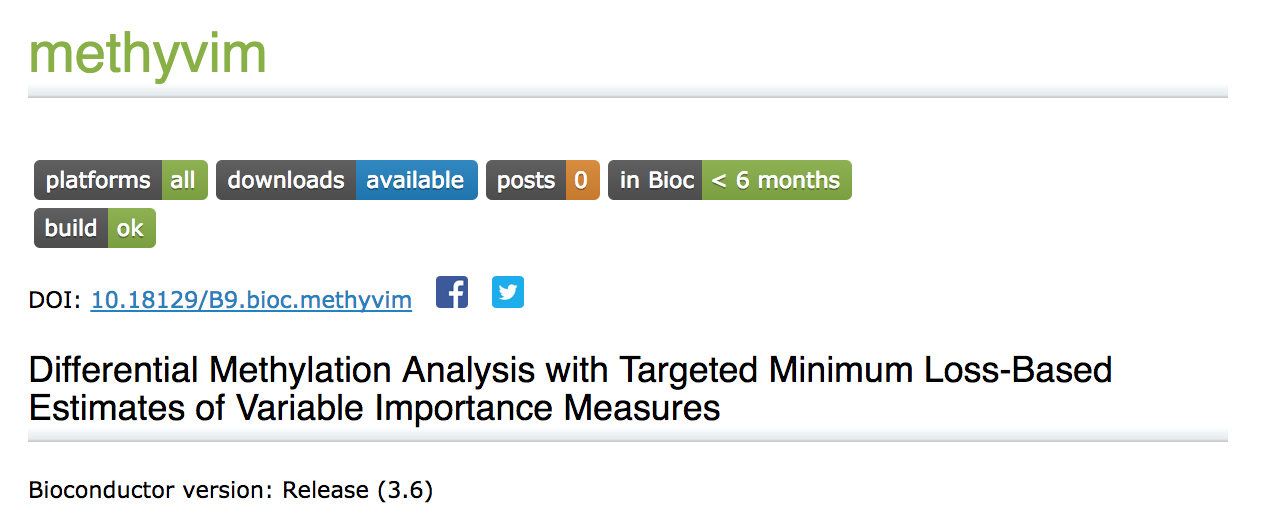 methyvim
platforms all downloads available posts 0 in Bioc < 6 months
build ok
DOI: 10.18129/B9.bioc.methyvim
Differential Methylation Analysis with Targeted Minimum Loss-Based
Estimates of Variable Importance Measures
Bioconductor version: Release (3.6)